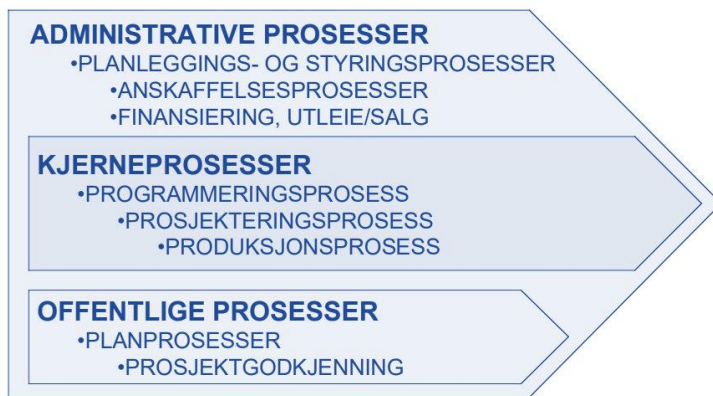 ADMINISTRATIVE PROSESSER
•PLANLEGGINGS- OG STYRINGSPROSESSER
•ANSKAFFELSESPROSESSER
•FINANSIERING, UTLEIE/SALG
KJERNEPROSESSER
•PROGRAMMERINGSPROSESS
•PROSJEKTERINGSPROSESS
•PRODUKSJONSPROSESS
OFFENTLIGE PROSESSER
•PLANPROSESSER
•PROSJEKTGODKJENNING